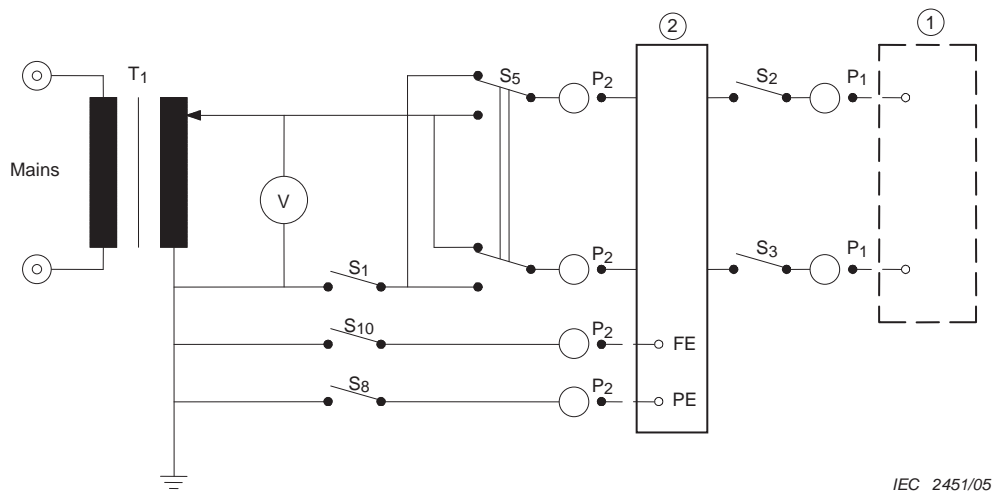 ② ①
T1 S5 P2 S2 P1
Mains
V
P2 S3 P1
S1
S10 P2 FE
S8 P2 PE
IEC 2451/05